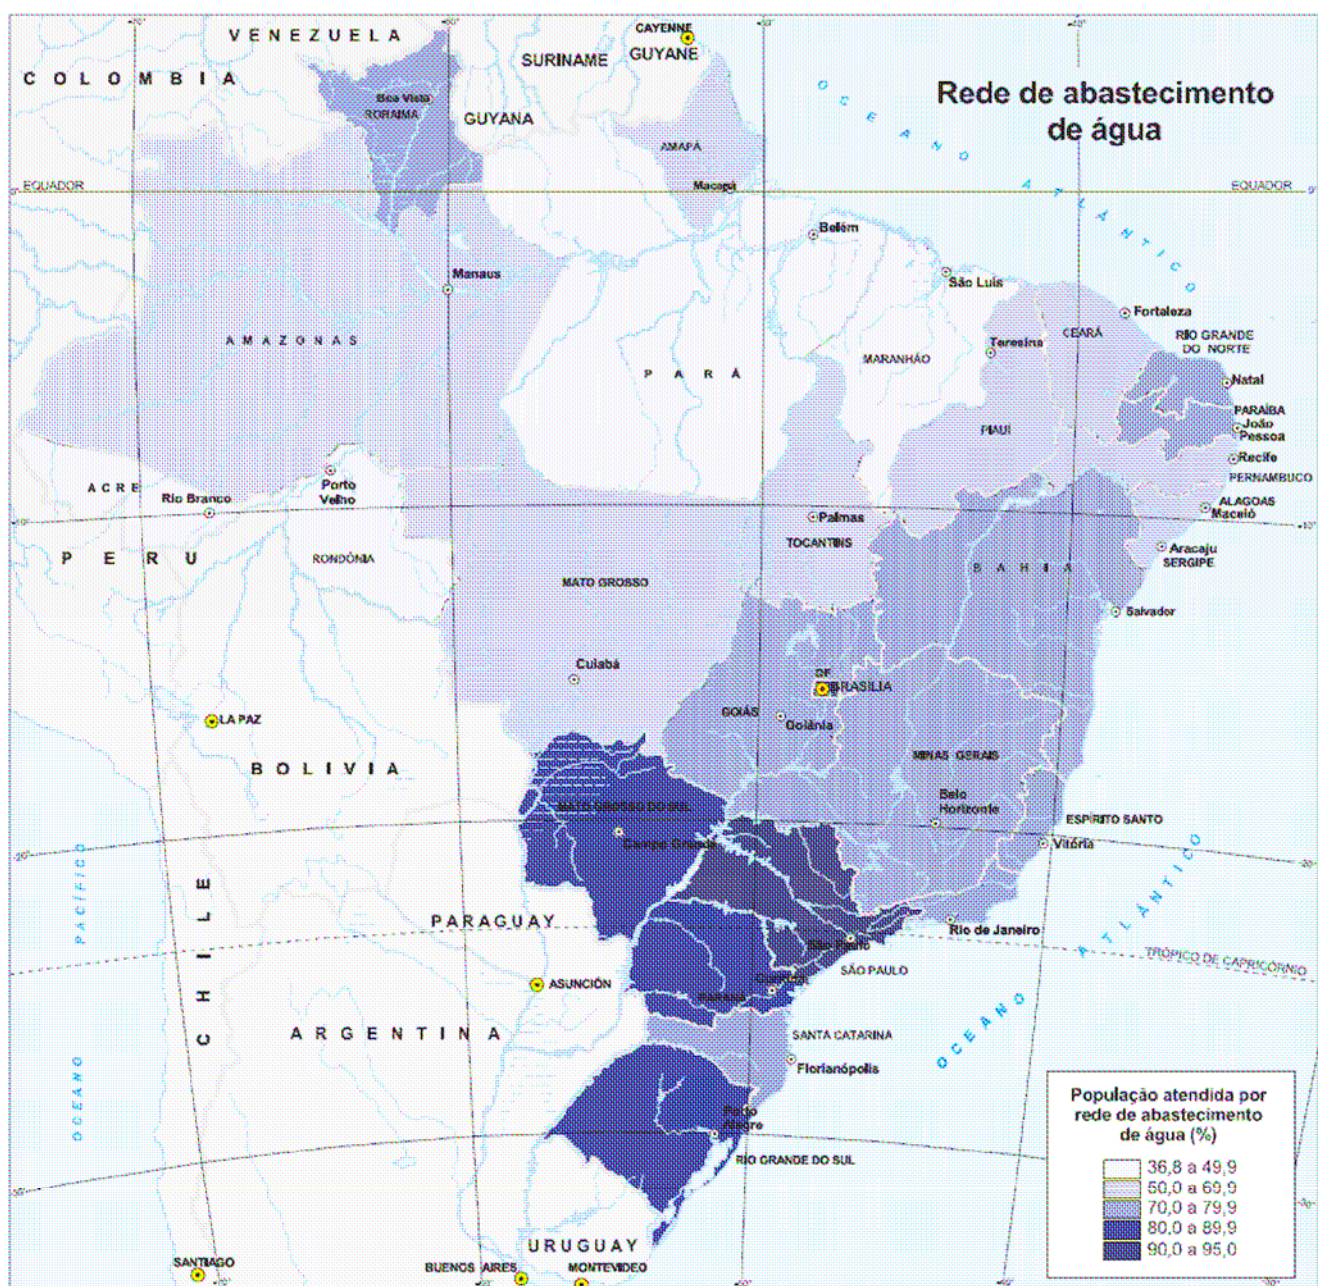 Rede de abastecimento
de água
VENEZUELA
COLOMBIA
SURINAME
CAYENNE
GUYANE
GUYANA
Boa Vista
RORAIMA
AMAPÁ
Macapá
EQUADOR
EQUADOR
0°
0°
OCEANO ATLÂNTICO
Belém
São Luis
Manaus
AMAZONAS
PARÁ
MARANHÃO
Teresina
CEARÁ
Fortaleza
RIO GRANDE
DO NORTE
Natal
PARAÍBA
João
Pessoa
Recife
PERNAMBUCO
PIAUÍ
ALAGOAS
Maceió
Aracaju
SERGIPE
ACRE
Rio Branco
Porto
Velho
RONDÔNIA
PERU
Palmas
TOCANTINS
MATO GROSSO
BAHIA
Salvador
Cuiabá
DF
BRASÍLIA
GOIÁS
Goiânia
LA PAZ
BOLIVIA
MINAS GERAIS
Belo
Horizonte
ESPÍRITO SANTO
Vitória
MATO GROSSO DO SUL
Campo Grande
PARAGUAY
São Paulo
SÃO PAULO
Rio de Janeiro
TRÓPICO DE CAPRICÓRNIO
ASUNCIÓN
Curitiba
PARANÁ
CHILE
OCEANO PACÍFICO
OCEANO ATLÂNTICO
ARGENTINA
SANTA CATARINA
Florianópolis
Porto
Alegre
RIO GRANDE DO SUL
URUGUAY
SANTIAGO
BUENOS AIRES
MONTEVIDEO
População atendida por
rede de abastecimento
de água (%)
36,8 a 49,9
50,0 a 69,9
70,0 a 79,9
80,0 a 89,9
90,0 a 95,0